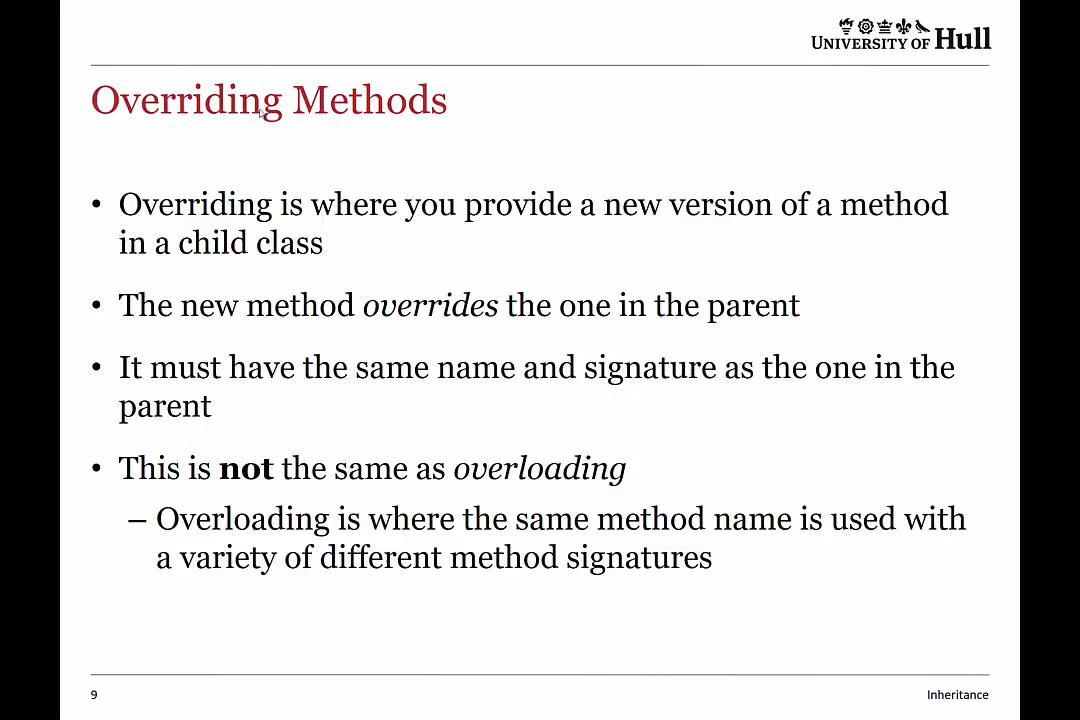 UNIVERSITY OF Hull
Overriding Methods
• Overriding is where you provide a new version of a method
in a child class
• The new method overrides the one in the parent
• It must have the same name and signature as the one in the
parent
• This is not the same as overloading
– Overloading is where the same method name is used with
a variety of different method signatures
9 Inheritance